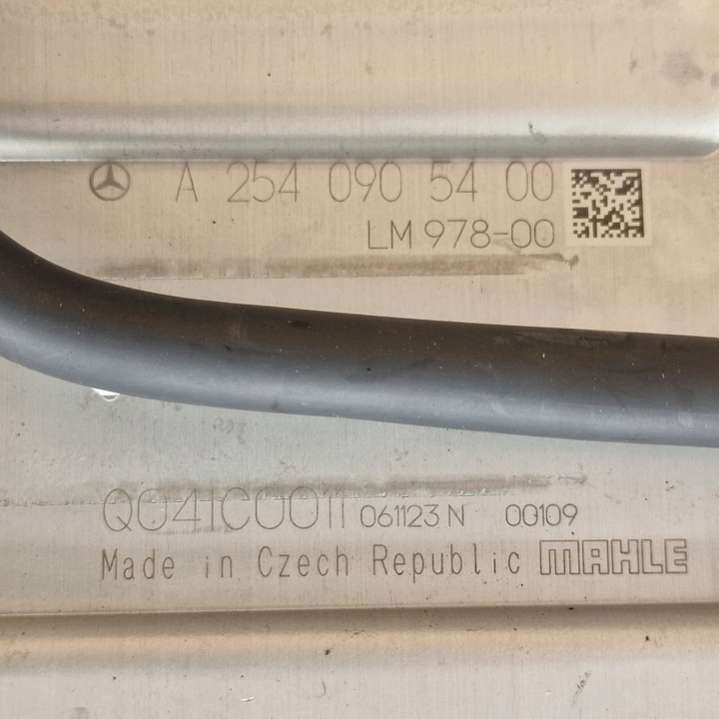 A 254 090 54 00
LM 978-00
Q041C0011 061123 N 00109
Made in Czech Republic MAHLE